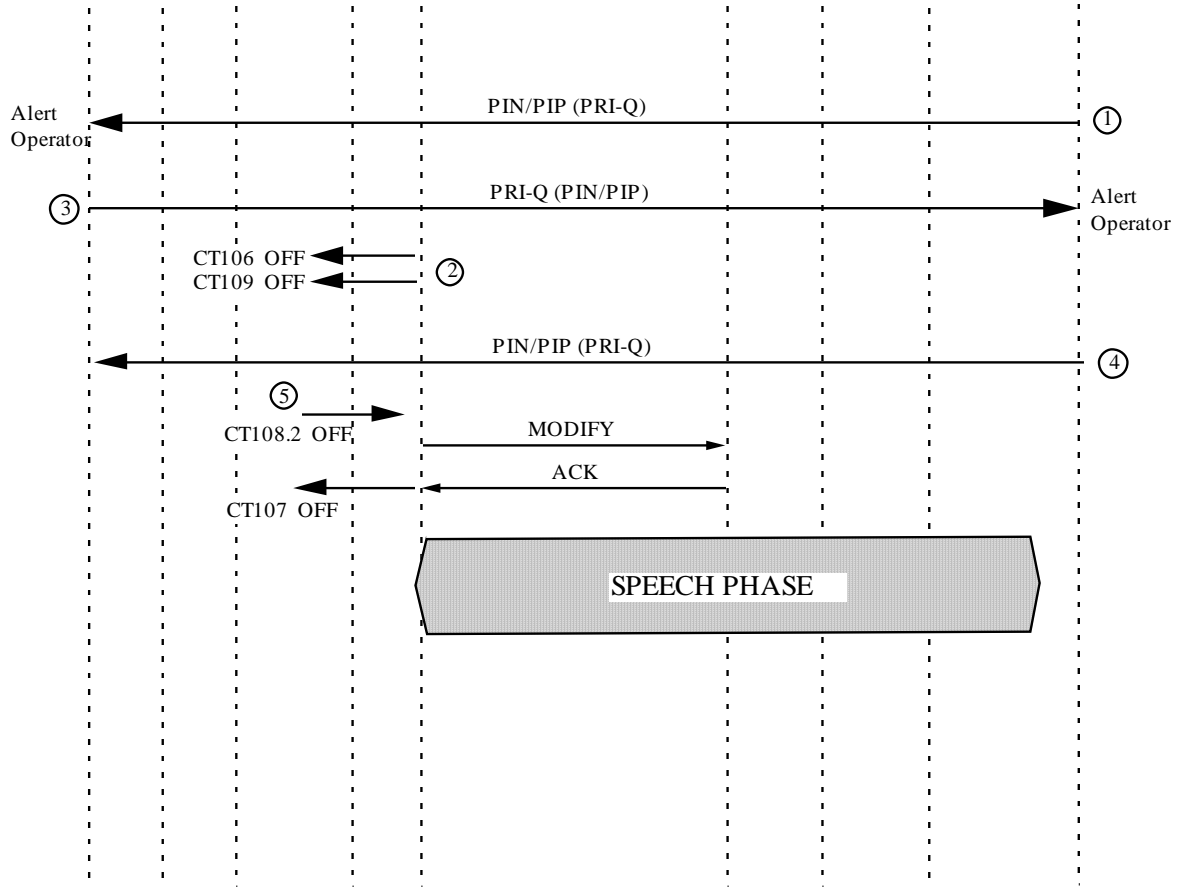 PIN/PIP (PRI-Q)
Alert
Operator
1
PRI-Q (PIN/PIP)
3
Alert
Operator
CT106 OFF
CT109 OFF
2
PIN/PIP (PRI-Q)
4
5
CT108.2 OFF
MODIFY
ACK
CT107 OFF
SPEECH PHASE